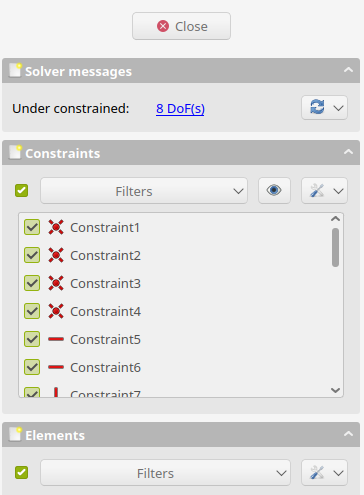 Close
Solver messages
Under constrained: 8 DoF(s)
Constraints
Filters
Constraint1
Constraint2
Constraint3
Constraint4
Constraint5
Constraint6
Constraint7
Elements
Filters